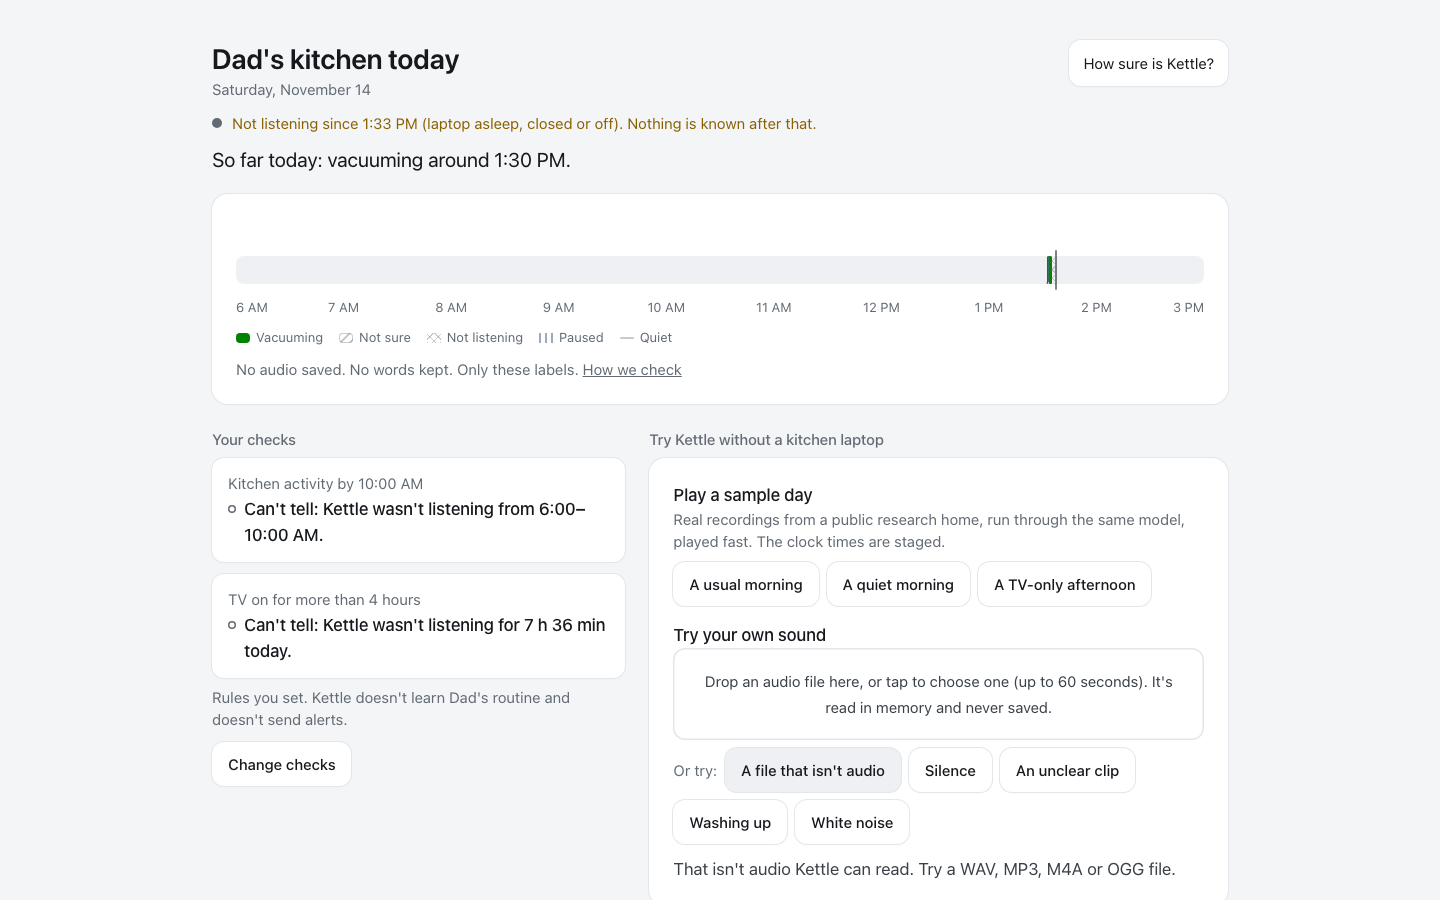 Dad's kitchen today
Saturday, November 14
How sure is Kettle?
Not listening since 1:33 PM (laptop asleep, closed or off). Nothing is known after that.
So far today: vacuuming around 1:30 PM.
6 AM 7 AM 8 AM 9 AM 10 AM 11 AM 12 PM 1 PM 2 PM 3 PM
Vacuuming Not sure Not listening Paused Quiet
No audio saved. No words kept. Only these labels. How we check
Your checks
Kitchen activity by 10:00 AM
Can't tell: Kettle wasn't listening from 6:00–
10:00 AM.
TV on for more than 4 hours
Can't tell: Kettle wasn't listening for 7 h 36 min
today.
Rules you set. Kettle doesn't learn Dad's routine and
doesn't send alerts.
Change checks
Try Kettle without a kitchen laptop
Play a sample day
Real recordings from a public research home, run through the same model,
played fast. The clock times are staged.
A usual morning A quiet morning A TV-only afternoon
Try your own sound
Drop an audio file here, or tap to choose one (up to 60 seconds). It's
read in memory and never saved.
Or try: A file that isn't audio Silence An unclear clip
Washing up White noise
That isn't audio Kettle can read. Try a WAV, MP3, M4A or OGG file.